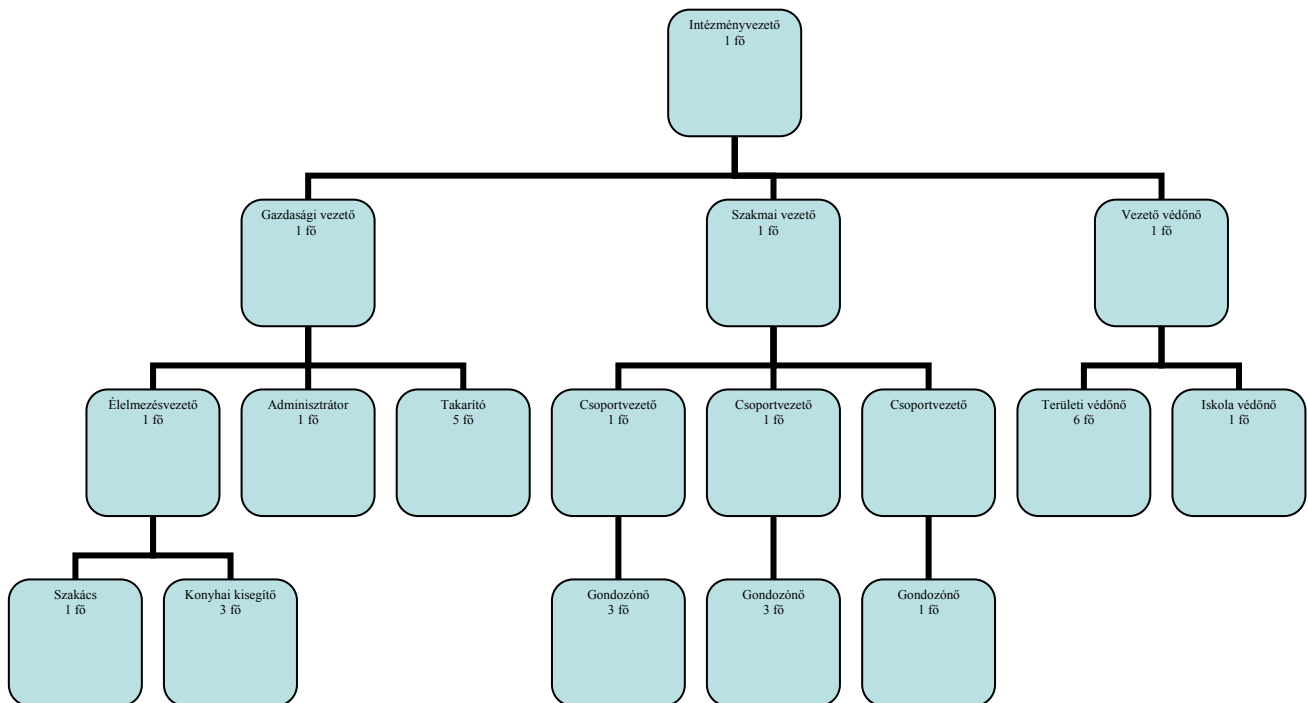 Intézményvezető
1 fő
Gazdasági vezető
1 fő
Szakmai vezető
1 fő
Vezető védőnő
1 fő
Élelmezésvezető
1 fő
Adminisztrátor
1 fő
Takarító
5 fő
Csoportvezető
1 fő
Csoportvezető
1 fő
Csoportvezető
Területi védőnő
6 fő
Iskola védőnő
1 fő
Szakács
1 fő
Konyhai kisegítő
3 fő
Gondozónő
3 fő
Gondozónő
3 fő
Gondozónő
1 fő